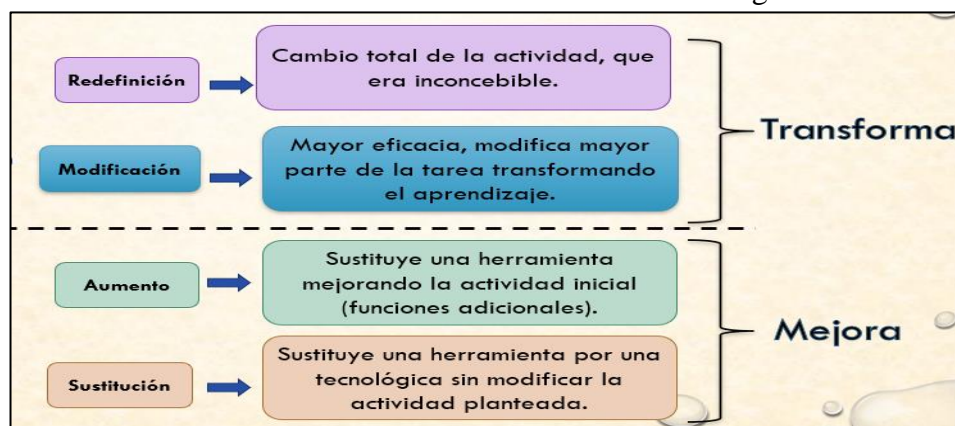 Redefinición
Cambio total de la actividad, que
era inconcebible.
Modificación
Mayor eficacia, modifica mayor
parte de la tarea transformando
el aprendizaje.
Transforma
Aumento
Sustituye una herramienta
mejorando la actividad inicial
(funciones adicionales).
Sustitución
Sustituye una herramienta por una
tecnológica sin modificar la
actividad planteada.
Mejora